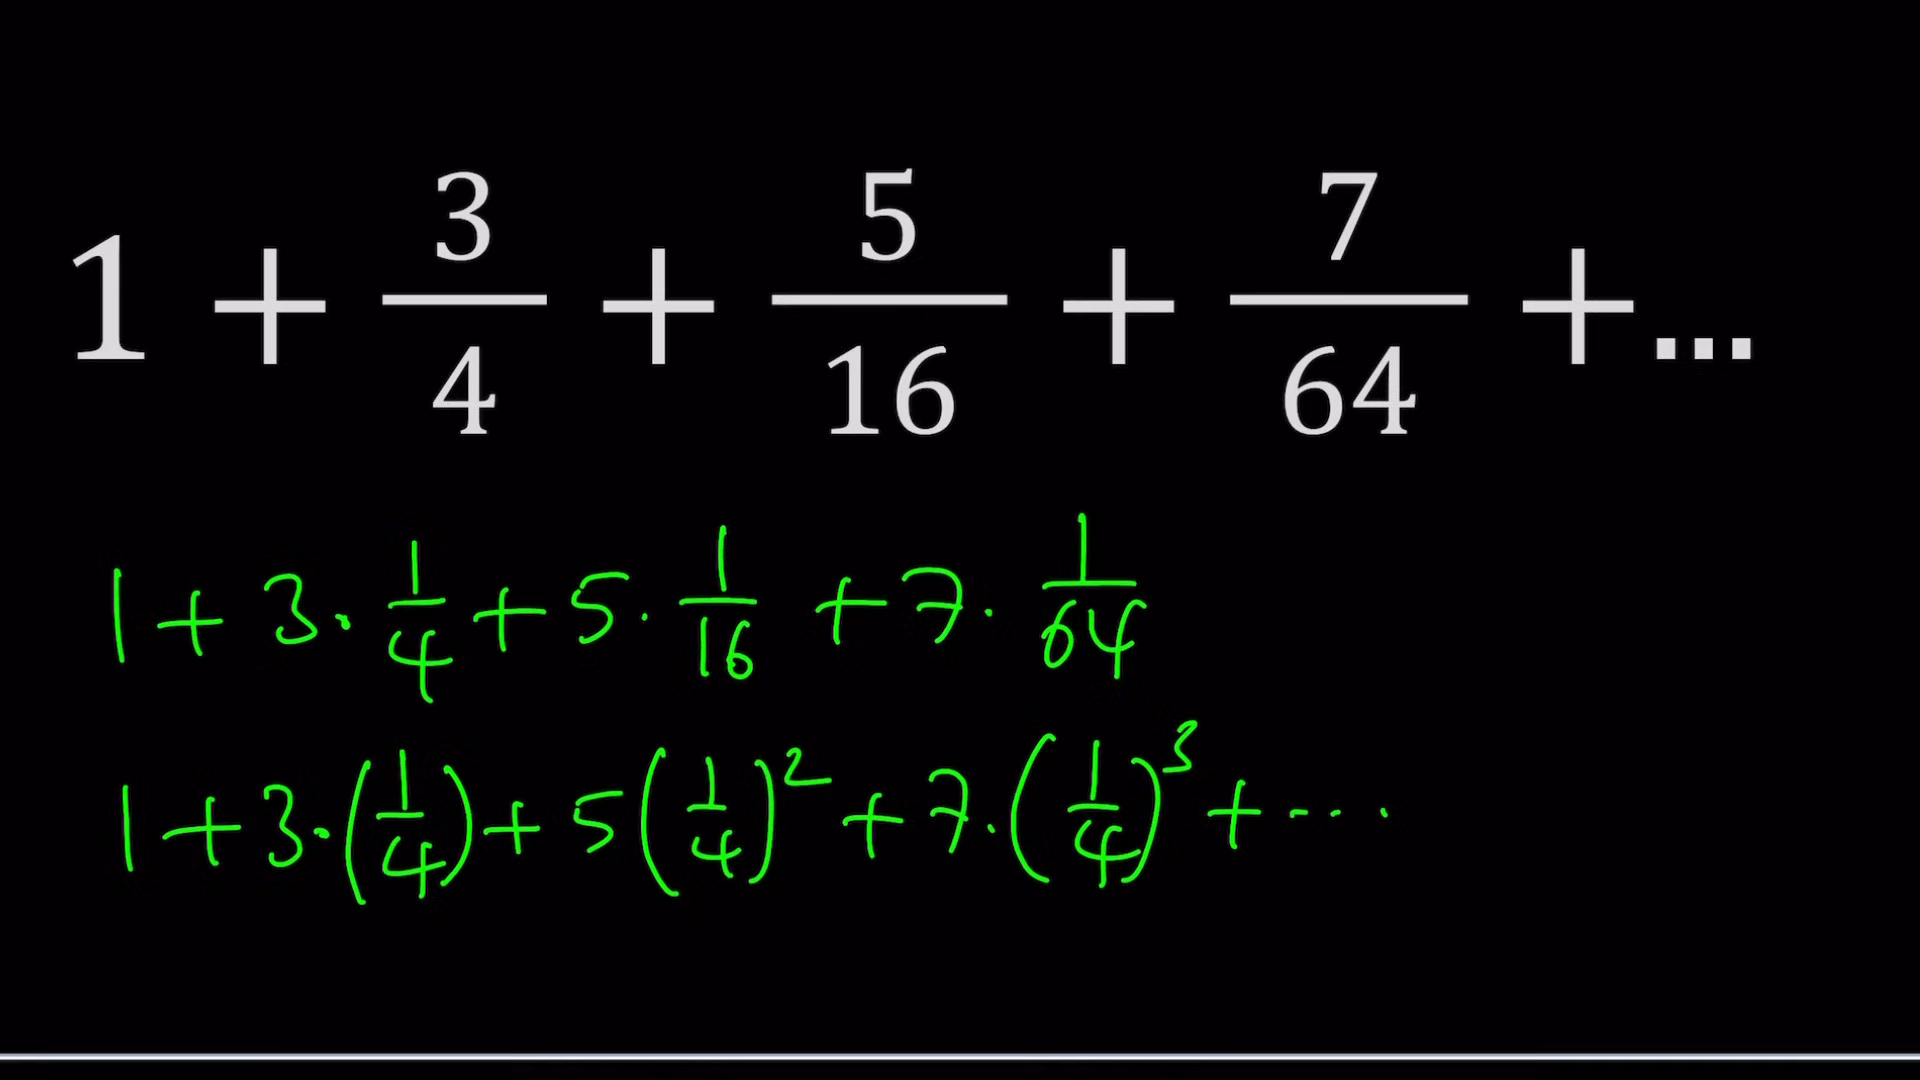 1 + 3/4 + 5/16 + 7/64 +...
1 + 3 · 1/4 + 5 · 1/16 + 7 · 1/64
1 + 3 · (1/4) + 5 (1/4)² + 7 · (1/4)³ + ....